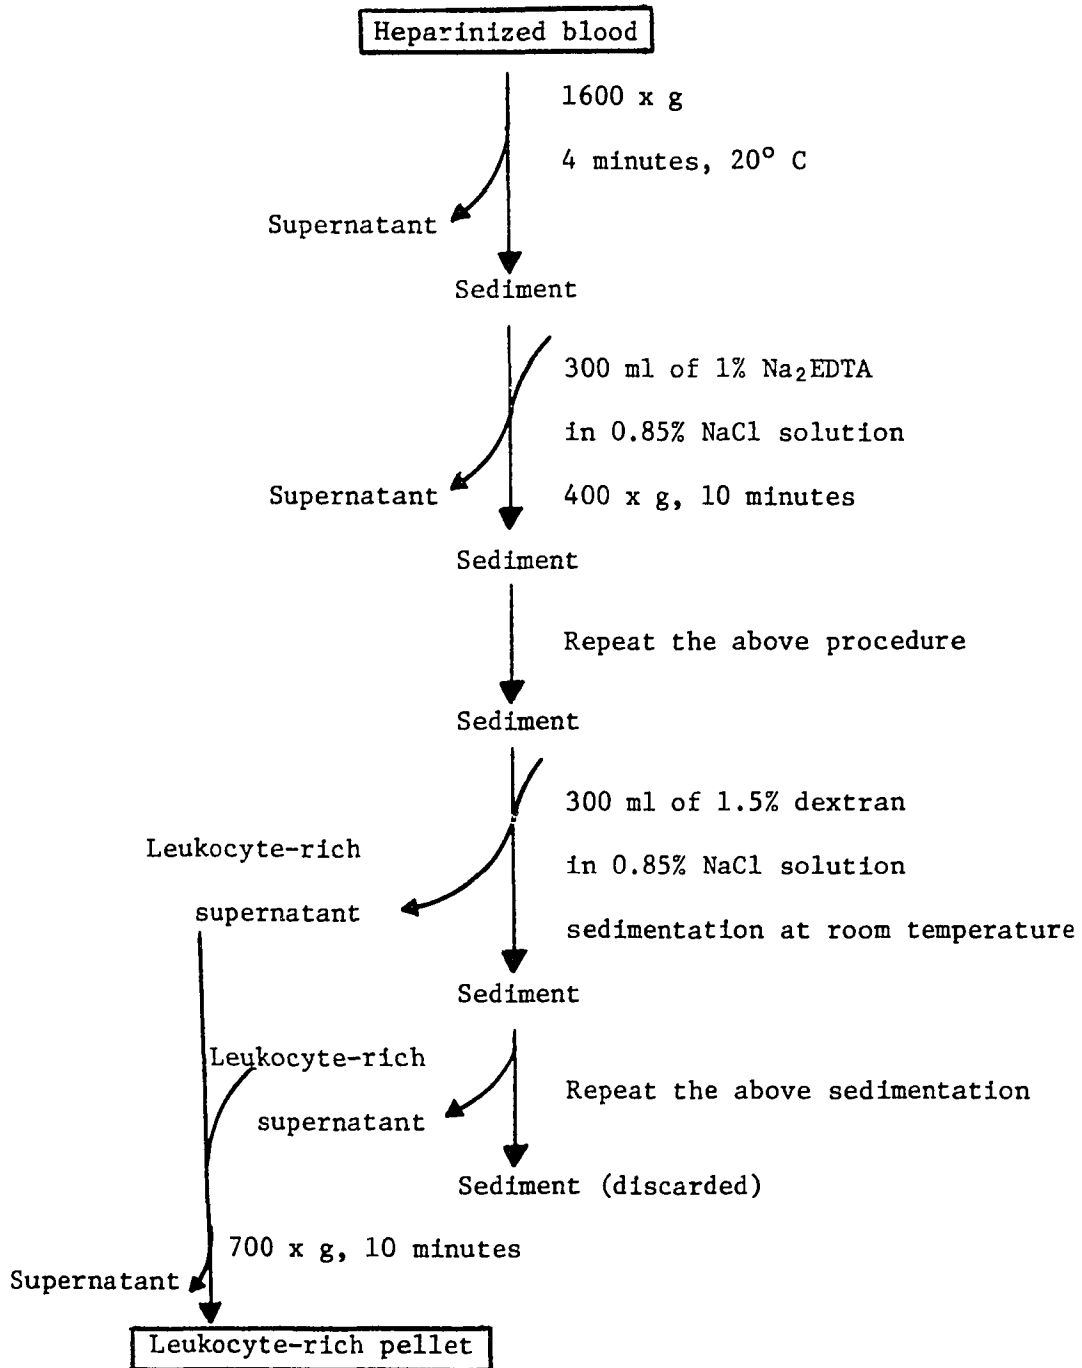 Heparinized blood
1600 x g
4 minutes, 20° C
Supernatant
Sediment
300 ml of 1% Na₂EDTA
in 0.85% NaCl solution
Supernatant
400 x g, 10 minutes
Sediment
Repeat the above procedure
Sediment
300 ml of 1.5% dextran
Leukocyte-rich
in 0.85% NaCl solution
supernatant
sedimentation at room temperature
Sediment
Leukocyte-rich
Repeat the above sedimentation
supernatant
Sediment (discarded)
700 x g, 10 minutes
Supernatant
Leukocyte-rich pellet